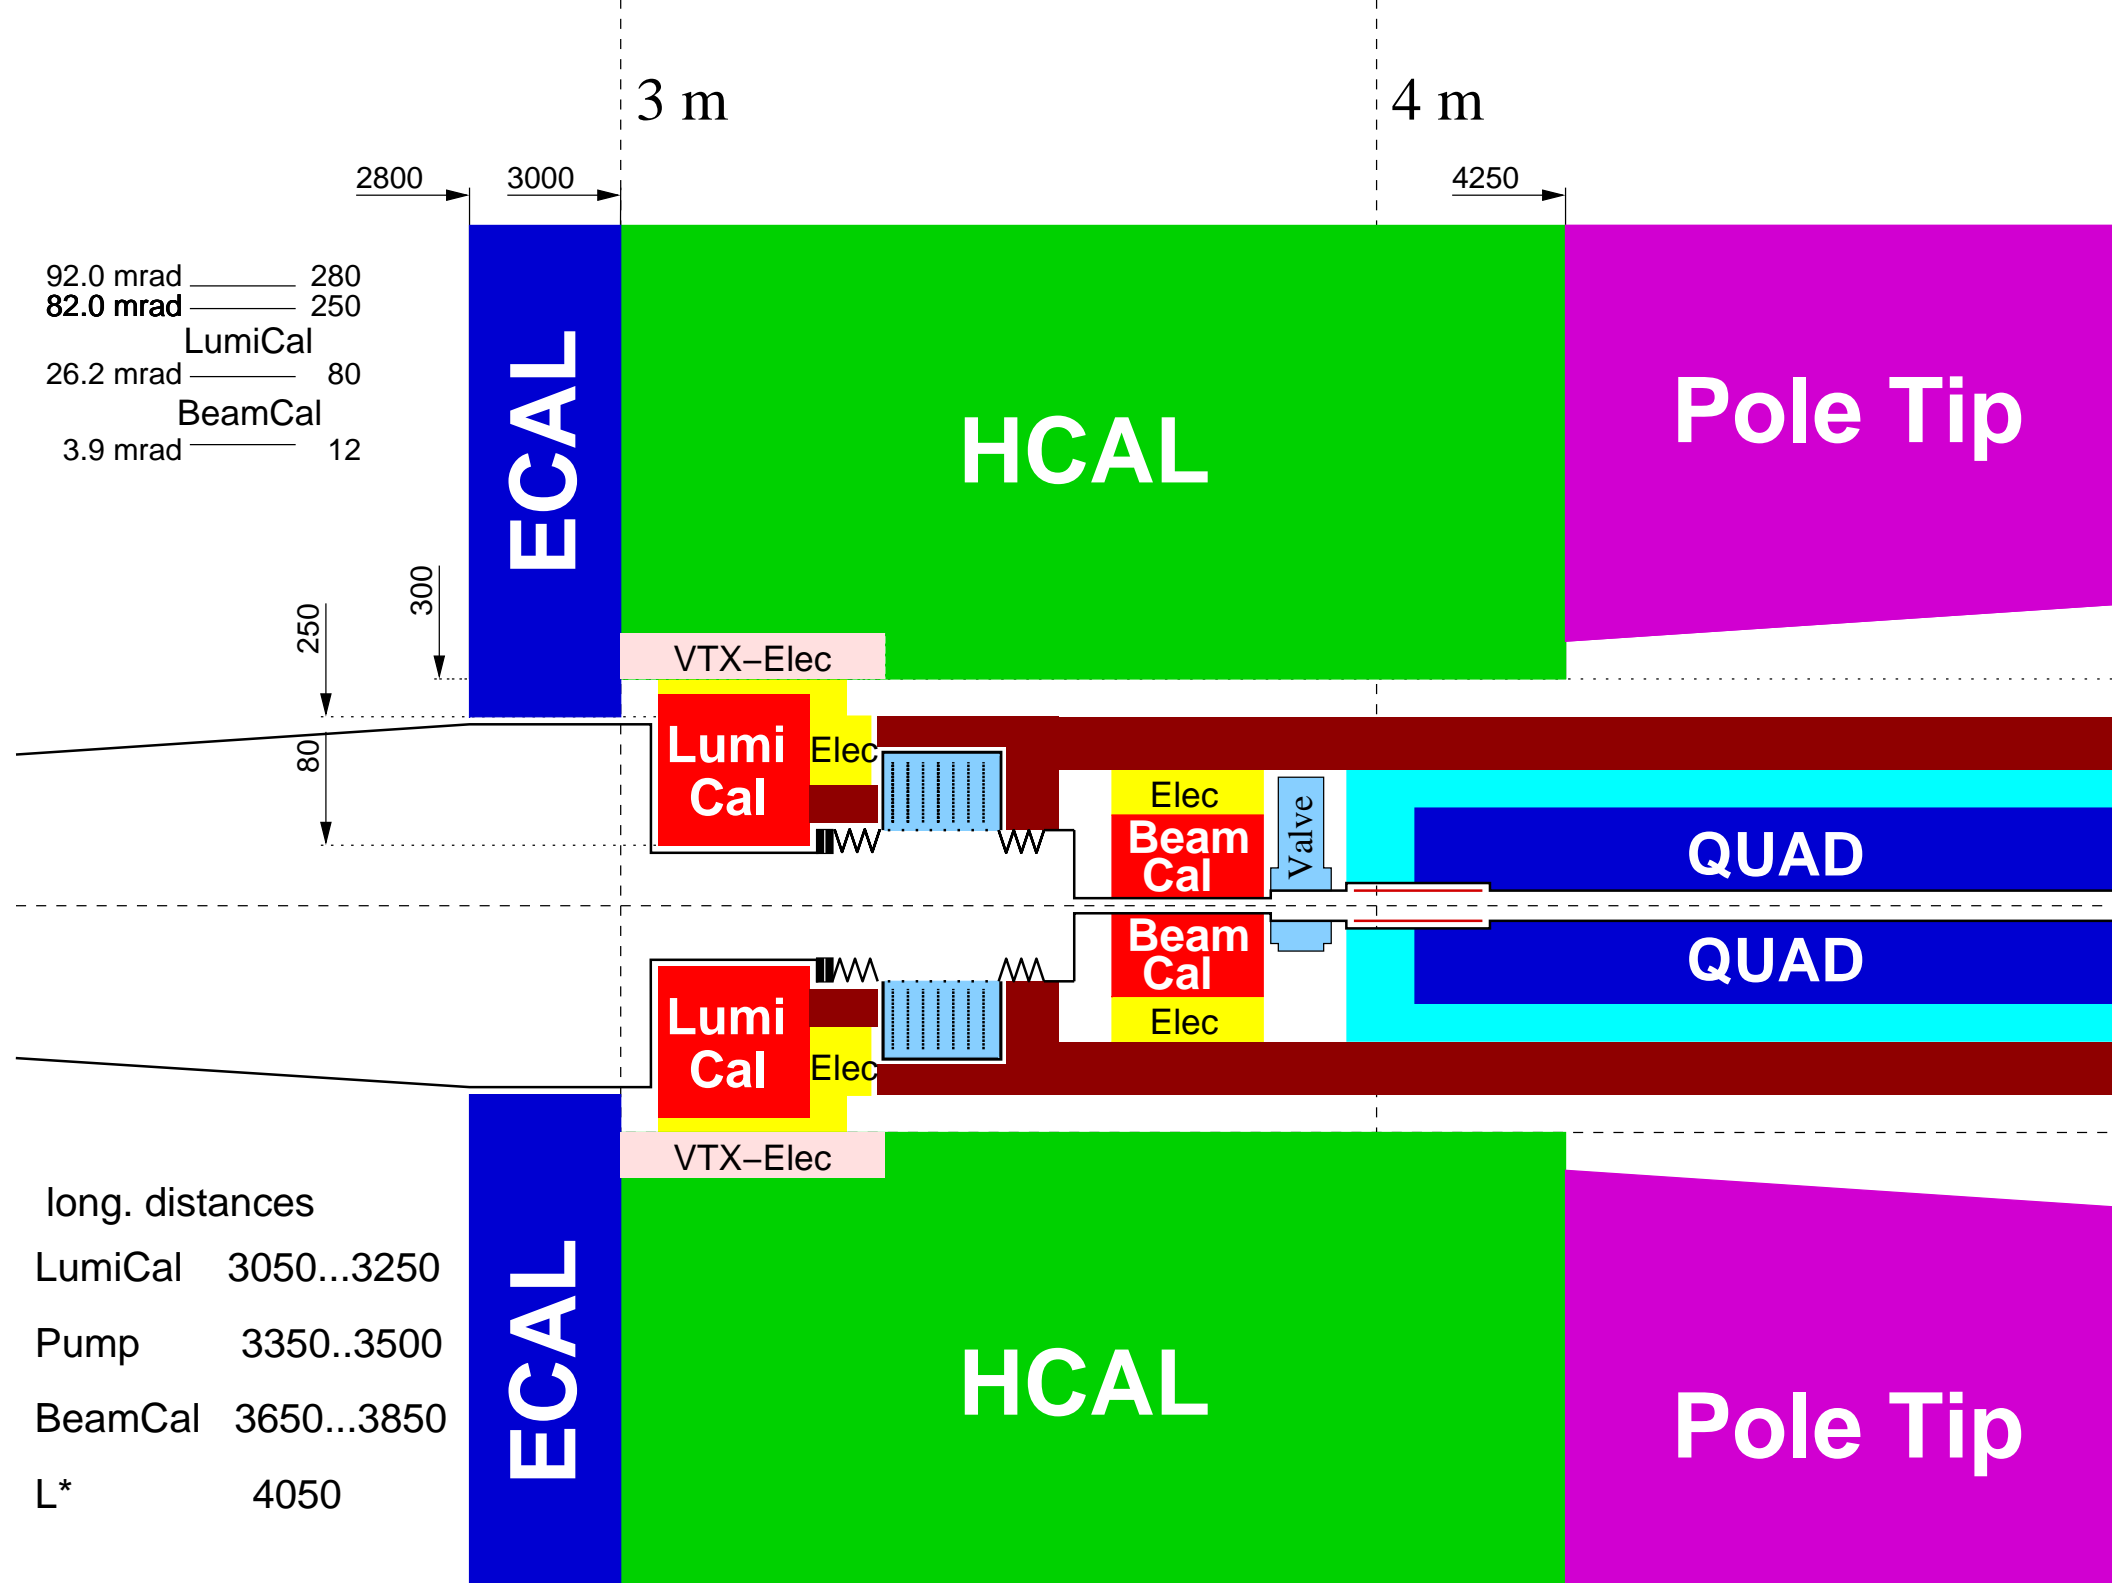 3 m
4 m
2800
3000
4250
92.0 mrad 280
82.0 mrad 250
LumiCal
26.2 mrad 80
BeamCal
3.9 mrad 12
ECAL
HCAL
Pole Tip
300
250
80
VTX–Elec
Lumi
Cal
Elec
Elec
Beam
Cal
Valve
QUAD
Beam
Cal
QUAD
Elec
Lumi
Cal
Elec
VTX–Elec
ECAL
HCAL
Pole Tip
long. distances
LumiCal 3050...3250
Pump 3350..3500
BeamCal 3650...3850
L* 4050